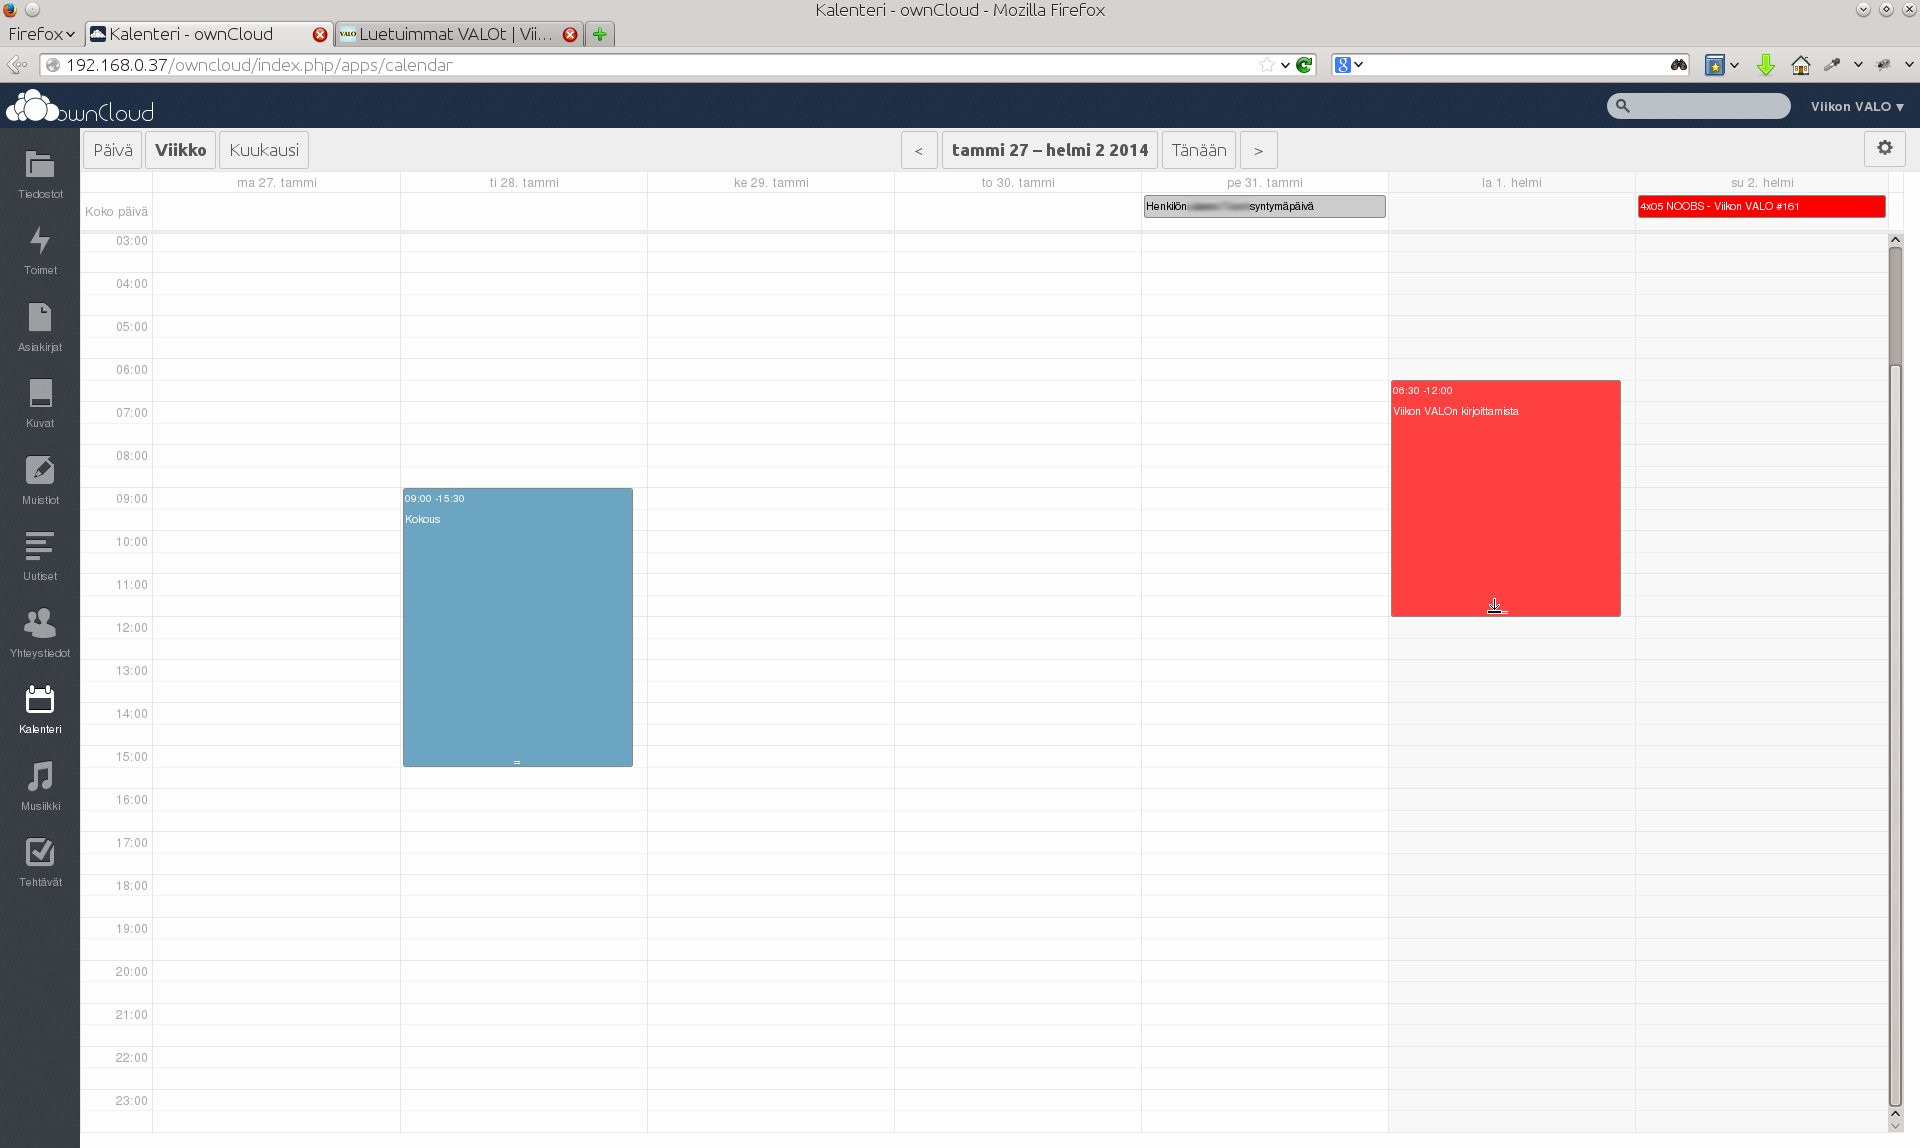 Kalenteri - ownCloud - Mozilla Firefox
Firefox
Kalenteri - ownCloud
VALO
Luetuimmat VALOt | Vii...
192.168.0.37/owncloud/index.php/apps/calendar
8
ownCloud
Viikon VALO
Päivä
Viikko
Kuukausi
<
tammi 27 – helmi 2 2014
Tänään
>
ma 27. tammi
ti 28. tammi
ke 29. tammi
to 30. tammi
pe 31. tammi
la 1. helmi
su 2. helmi
Koko päivä
Henkilön syntymäpäivä
4x05 NOOBS - Viikon VALO #161
Tiedostot
Toimet
Asiakirjat
Kuvat
Muistiot
Uutiset
Yhteystiedot
Kalenteri
Musiikki
Tehtävät
03:00
04:00
05:00
06:00
07:00
08:00
09:00
10:00
11:00
12:00
13:00
14:00
15:00
16:00
17:00
18:00
19:00
20:00
21:00
22:00
23:00
09:00 -15:30
Kokous
=
06:30 -12:00
Viikon VALOn kirjoittamista